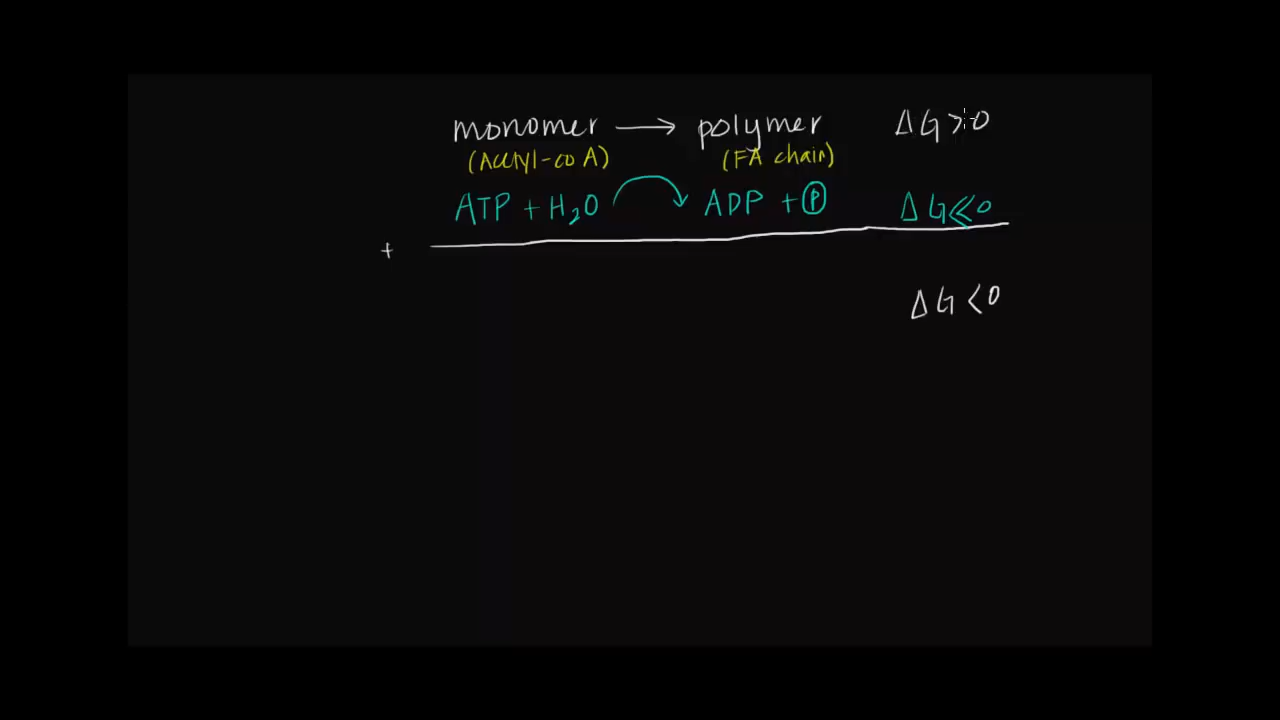 monomer → polymer ΔG > 0
(Acetyl-co A) (FA chain)
ATP + H₂O → ADP + Ⓟ ΔG ≪ 0
+
ΔG < 0